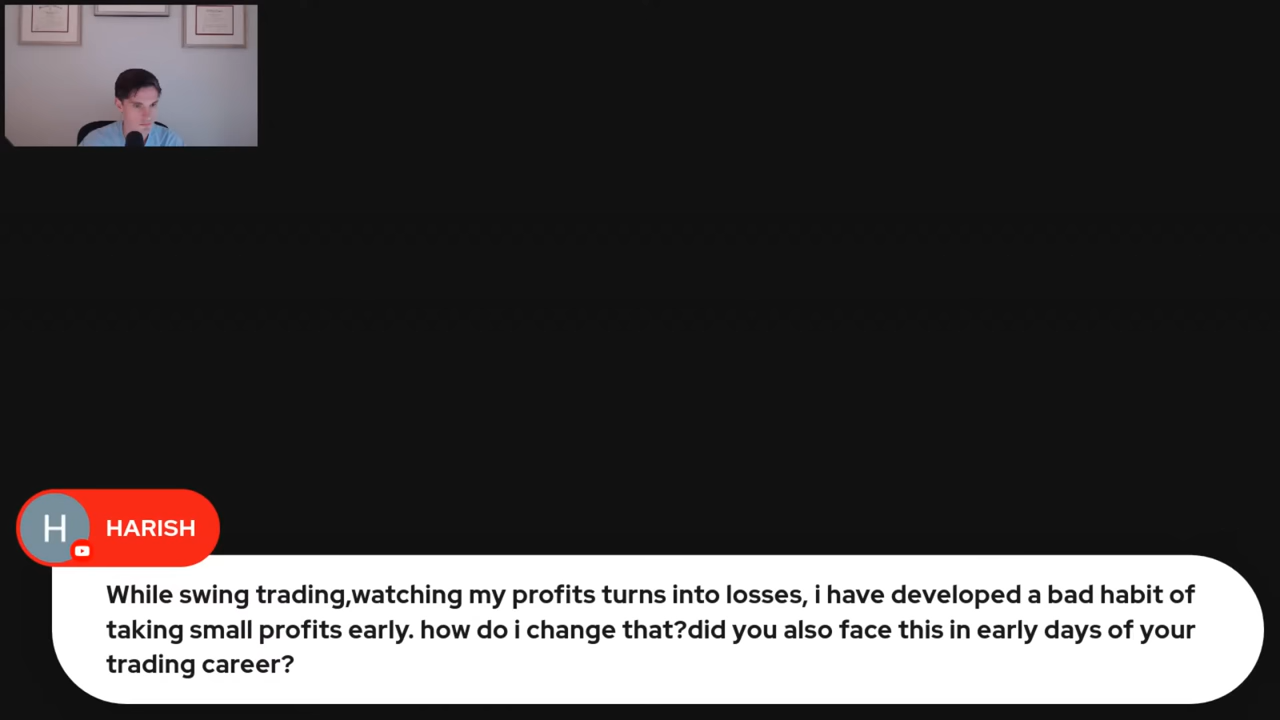 H
HARISH
While swing trading,watching my profits turns into losses, i have developed a bad habit of
taking small profits early. how do i change that?did you also face this in early days of your
trading career?